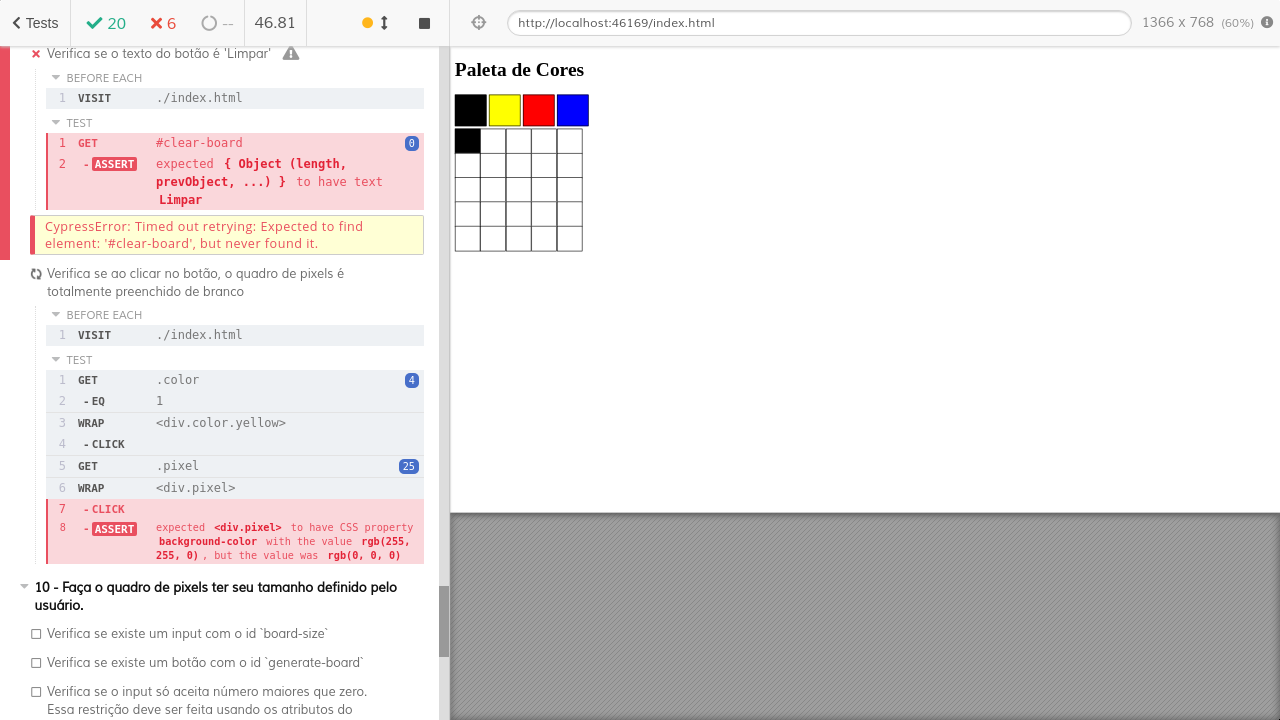 Tests 20 6 -- 46.81
http://localhost:46169/index.html 1366 x 768 (60%)
Verifica se o texto do botão é 'Limpar'
BEFORE EACH
1 VISIT ./index.html
TEST
1 GET #clear-board 0
2 - ASSERT expected { Object (length,
prevObject, ...) } to have text
Limpar
CypressError: Timed out retrying: Expected to find
element: '#clear-board', but never found it.
Verifica se ao clicar no botão, o quadro de pixels é
totalmente preenchido de branco
BEFORE EACH
1 VISIT ./index.html
TEST
1 GET .color 4
2 - EQ 1
3 WRAP <div.color.yellow>
4 - CLICK
5 GET .pixel 25
6 WRAP <div.pixel>
7 - CLICK
8 - ASSERT expected <div.pixel> to have CSS property
background-color with the value rgb(255,
255, 0) , but the value was rgb(0, 0, 0)
10 - Faça o quadro de pixels ter seu tamanho definido pelo
usuário.
Verifica se existe um input com o id `board-size`
Verifica se existe um botão com o id `generate-board`
Verifica se o input só aceita número maiores que zero.
Essa restrição deve ser feita usando os atributos do
Paleta de Cores